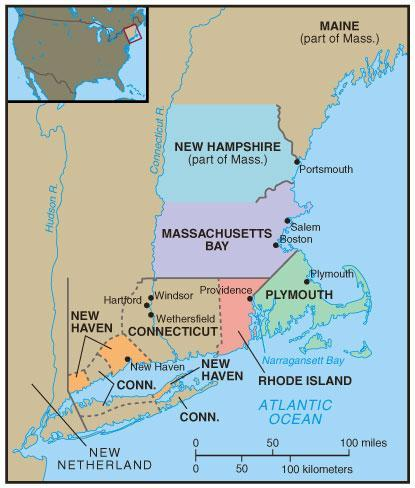 MAINE
(part of Mass.)
Connecticut R.
Hudson R.
NEW HAMPSHIRE
(part of Mass.)
Portsmouth
MASSACHUSETTS
BAY
Salem
Boston
Plymouth
PLYMOUTH
Providence
Hartford
Windsor
Wethersfield
CONNECTICUT
NEW
HAVEN
New Haven
CONN.
NEW
HAVEN
CONN.
Narragansett Bay
RHODE ISLAND
ATLANTIC
OCEAN
NEW
NETHERLAND
0 50 100 miles
0 50 100 kilometers